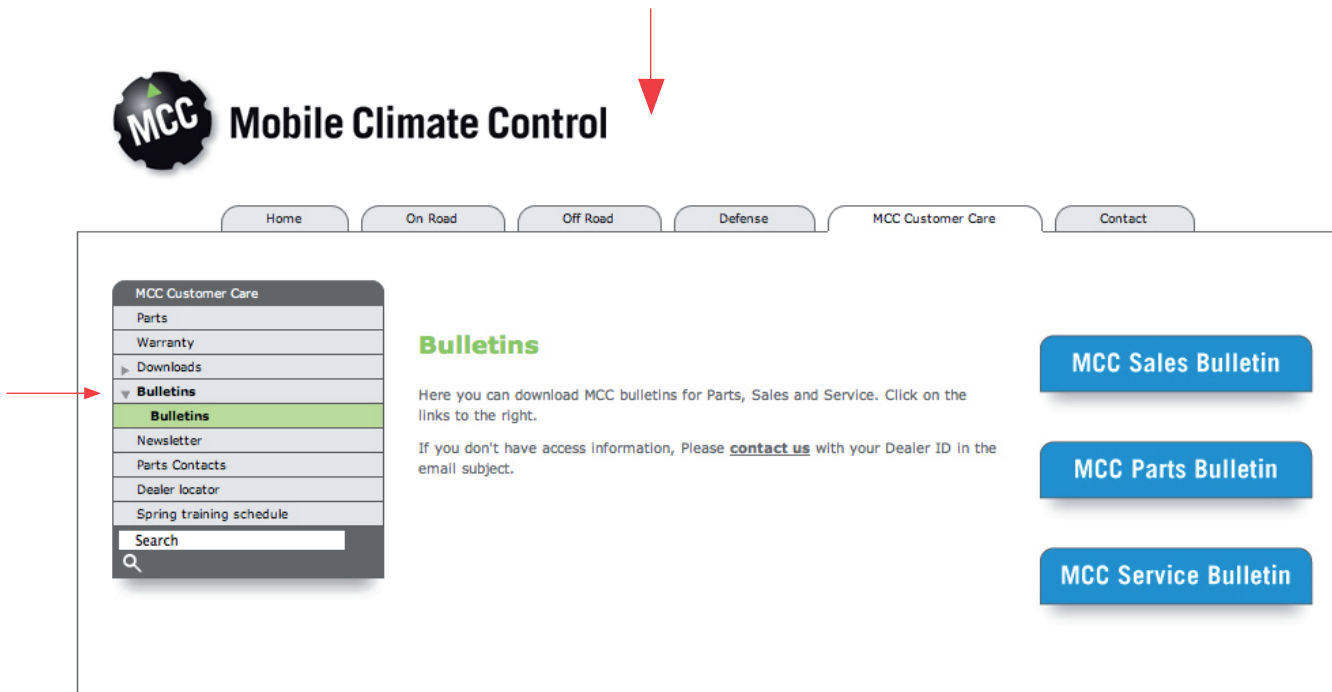 MCC
Mobile Climate Control
Home
On Road
Off Road
Defense
MCC Customer Care
Contact
MCC Customer Care
Parts
Warranty
Downloads
Bulletins
Bulletins
Newsletter
Parts Contacts
Dealer locator
Spring training schedule
Search
Bulletins
Here you can download MCC bulletins for Parts, Sales and Service. Click on the
links to the right.
If you don't have access information, Please contact us with your Dealer ID in the
email subject.
MCC Sales Bulletin
MCC Parts Bulletin
MCC Service Bulletin